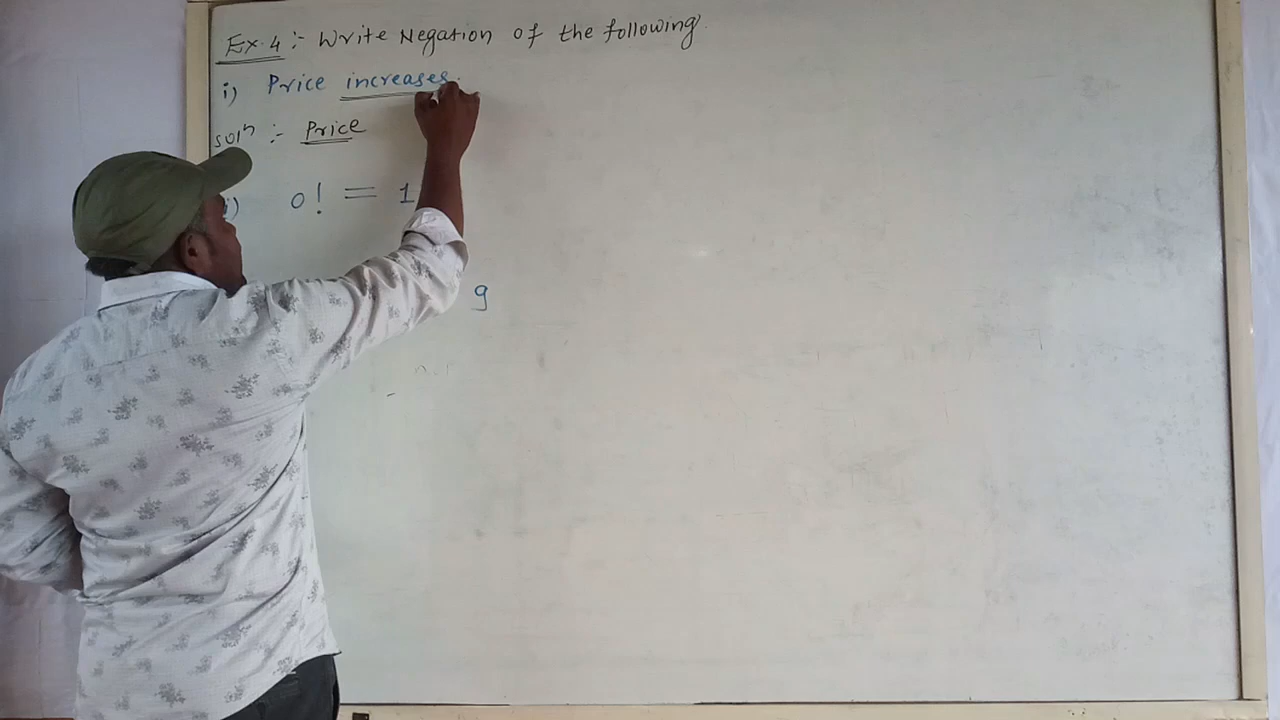 Ex.4 :- Write Negation of the following
i) Price increases.
solⁿ :- Price
i) 0! = 1
9